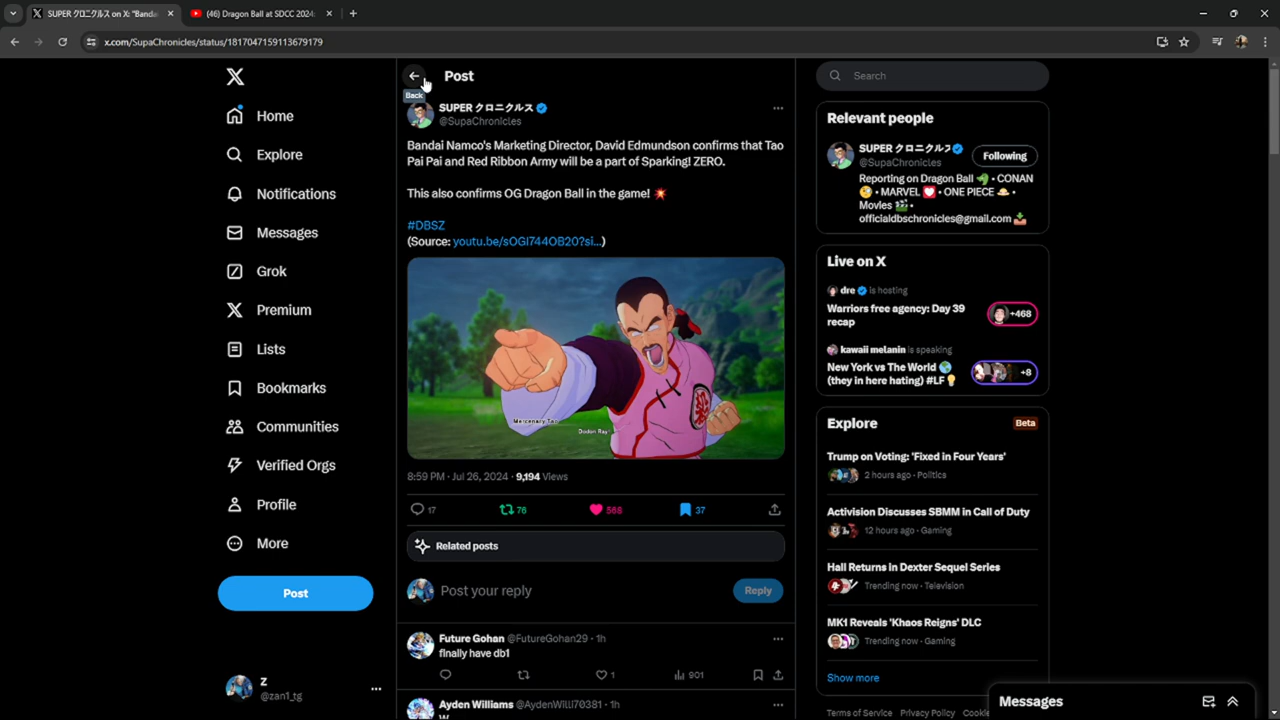 SUPER クロニクルス on X: "Banda
(46) Dragon Ball at SDCC 2024:
x.com/SupaChronicles/status/1817047159113679179
Home
Explore
Notifications
Messages
Grok
Premium
Lists
Bookmarks
Communities
Verified Orgs
Profile
More
Post
Z
@zan1_tg
Post
Back
SUPER クロニクルス
@SupaChronicles
Bandai Namco's Marketing Director, David Edmundson confirms that Tao
Pai Pai and Red Ribbon Army will be a part of Sparking! ZERO.
This also confirms OG Dragon Ball in the game!
#DBSZ
(Source: youtu.be/sOGI744OB20?si…)
Mercenary Tao
Dodon Ray
8:59 PM · Jul 26, 2024 · 9,194 Views
17
76
568
37
Related posts
Post your reply
Reply
Future Gohan @FutureGohan29 · 1h
finally have db1
1
901
Ayden Williams @AydenWilli70381 · 1h
W
Search
Relevant people
SUPER クロニクルス
@SupaChronicles
Following
Reporting on Dragon Ball • CONAN
• MARVEL • ONE PIECE •
Movies •
officialdbschronicles@gmail.com
Live on X
dre is hosting
Warriors free agency: Day 39
recap
+468
kawaii melanin is speaking
New York vs The World
(they in here hating) #LF
+8
Explore
Beta
Trump on Voting: 'Fixed in Four Years'
2 hours ago · Politics
Activision Discusses SBMM in Call of Duty
12 hours ago · Gaming
Hall Returns in Dexter Sequel Series
Trending now · Television
MK1 Reveals 'Khaos Reigns' DLC
Trending now · Gaming
Show more
Terms of Service Privacy Policy Cookie
Messages